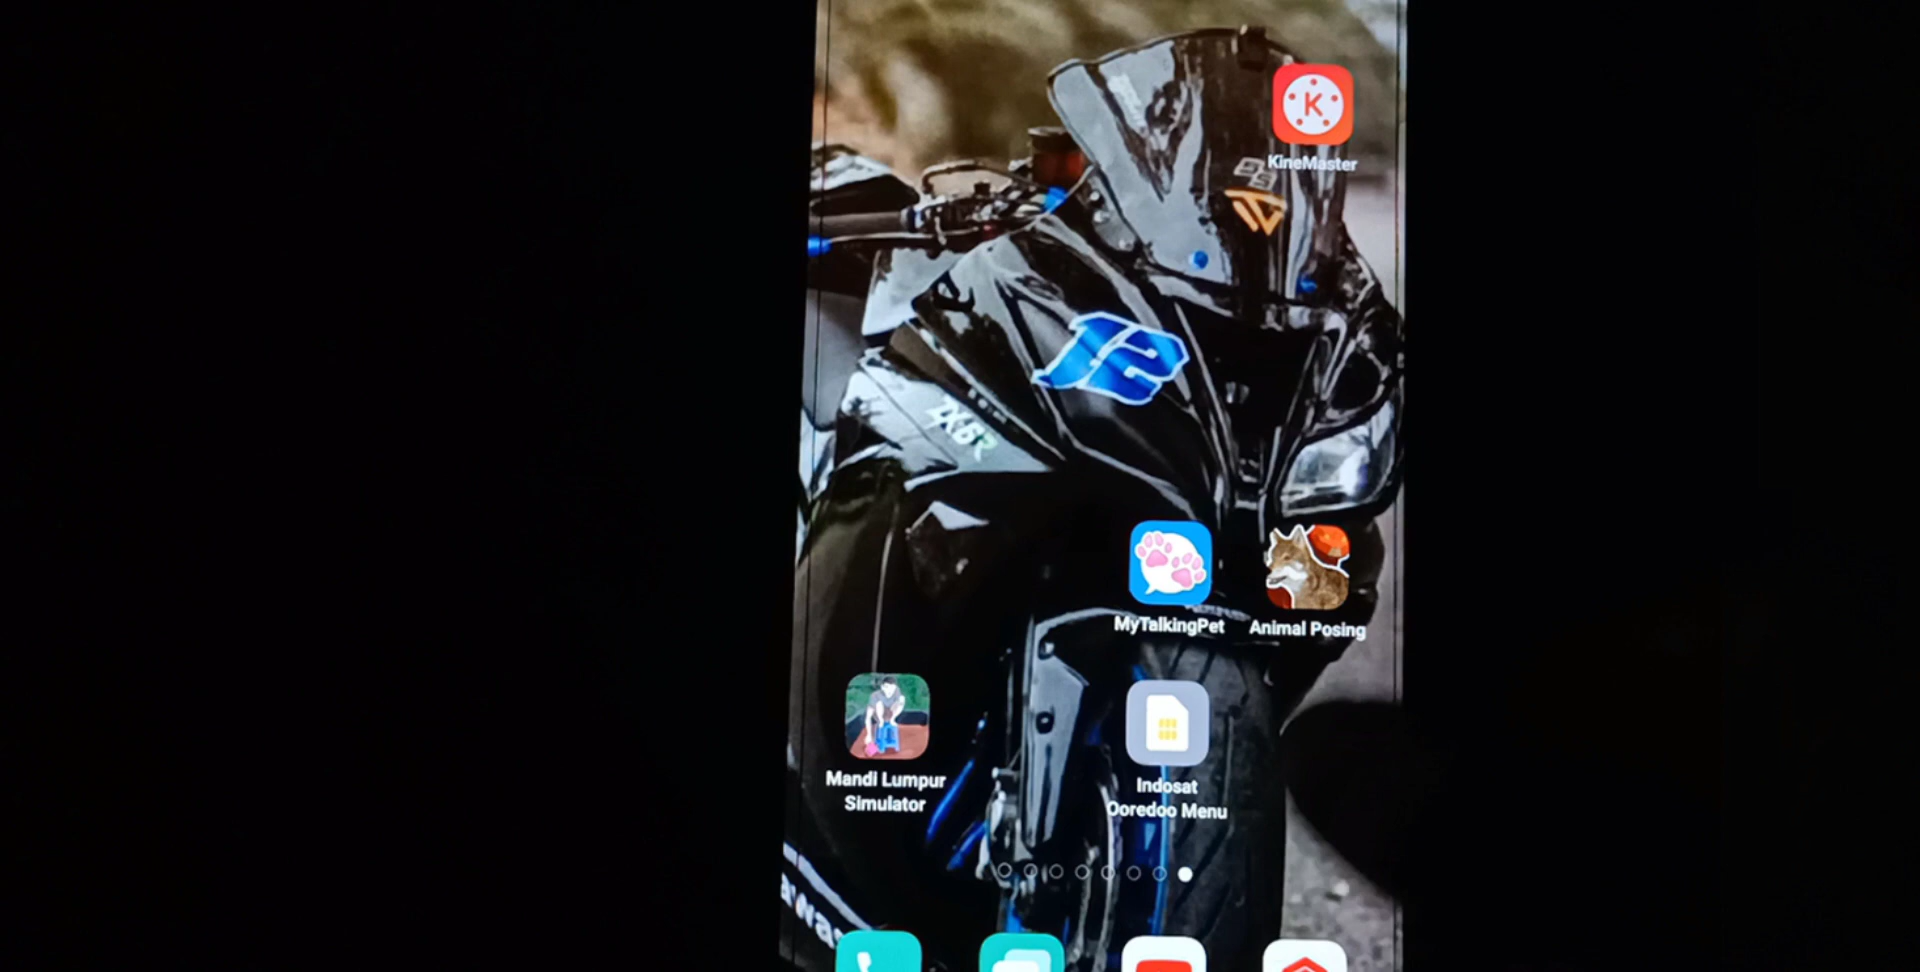 K
KineMaster
12
ZX6R
MyTalkingPet
Animal Posing
Mandi Lumpur
Simulator
Indosat
Ooredoo Menu